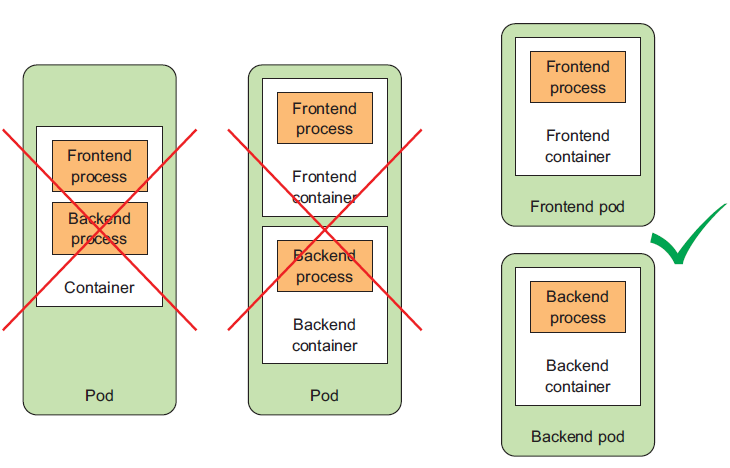 Frontend
process
Backend
process
Container
Pod
Frontend
process
Frontend
container
Backend
process
Backend
container
Pod
Frontend
process
Frontend
container
Frontend pod
Backend
process
Backend
container
Backend pod